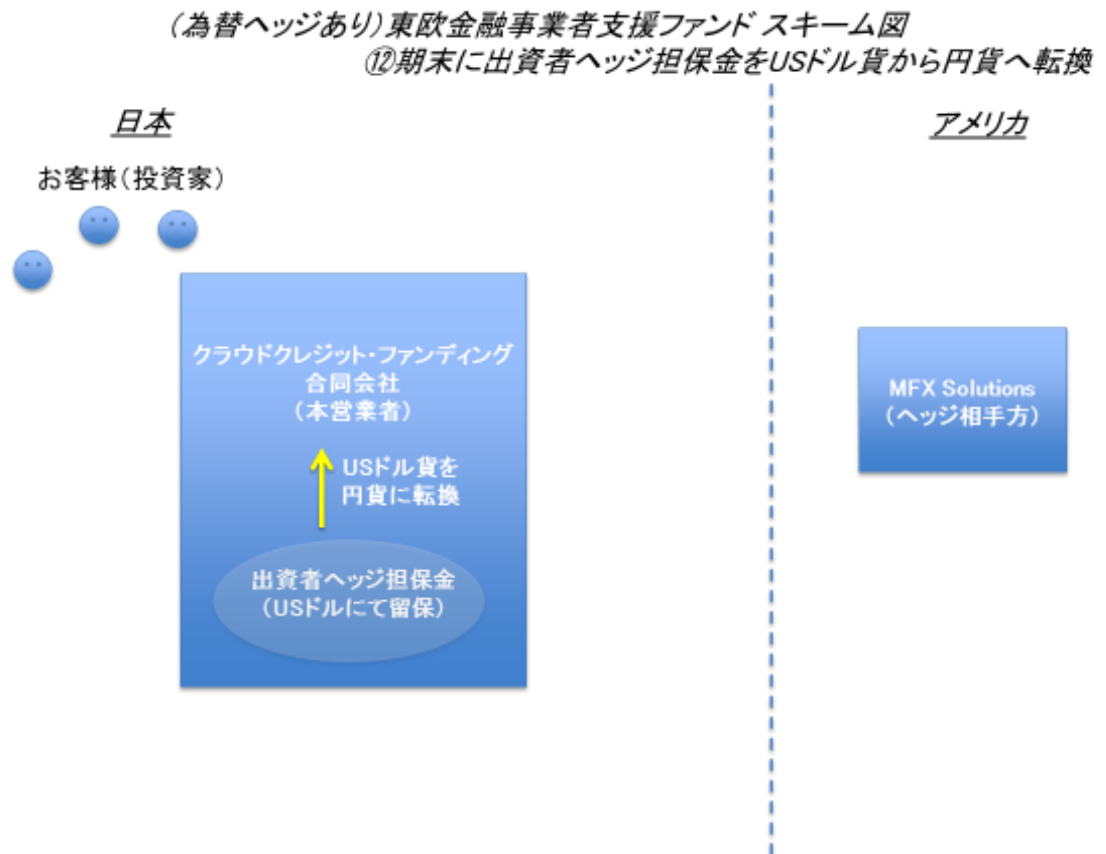 (為替ヘッジあり)東欧金融事業者支援ファンド スキーム図
⑫期末に出資者ヘッジ担保金をUSドル貨から円貨へ転換
日本
アメリカ
お客様(投資家)
クラウドクレジット・ファンディング
合同会社
(本営業者)
MFX Solutions
(ヘッジ相手方)
USドル貨を
円貨に転換
出資者ヘッジ担保金
(USドルにて留保)